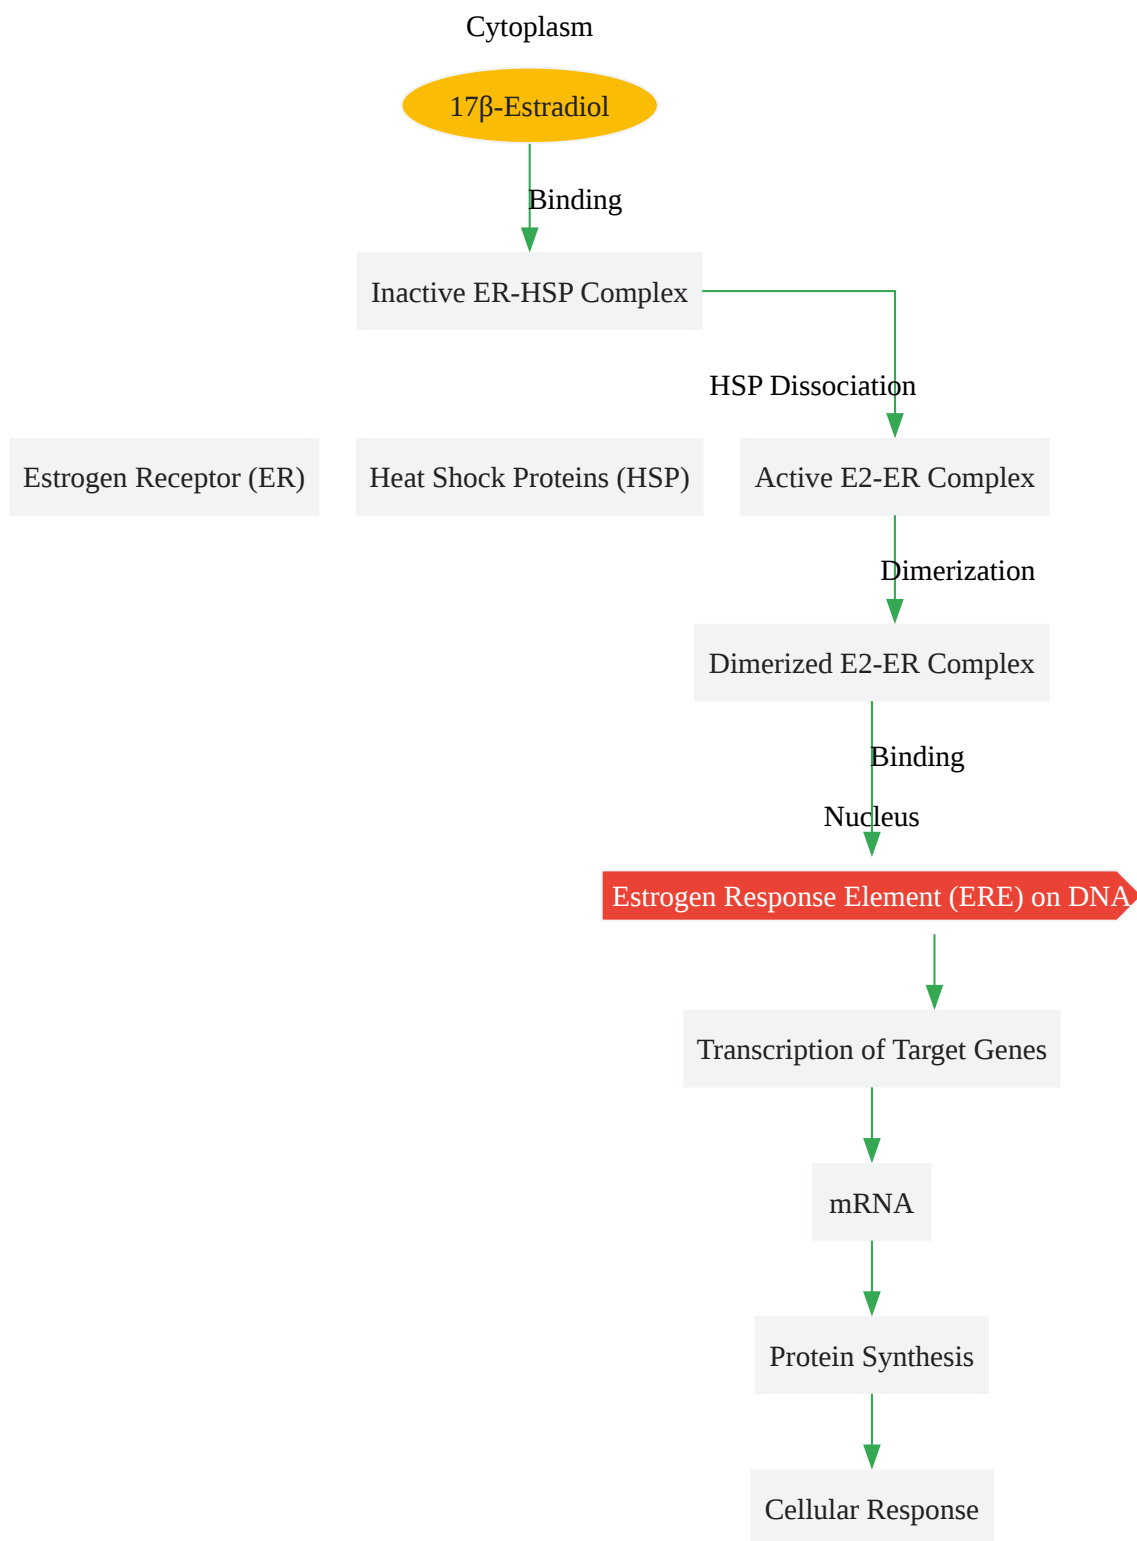 Cytoplasm
17β-Estradiol
Binding
Inactive ER-HSP Complex
HSP Dissociation
Estrogen Receptor (ER)
Heat Shock Proteins (HSP)
Active E2-ER Complex
Dimerization
Dimerized E2-ER Complex
Binding
Nucleus
Estrogen Response Element (ERE) on DNA
Transcription of Target Genes
mRNA
Protein Synthesis
Cellular Response